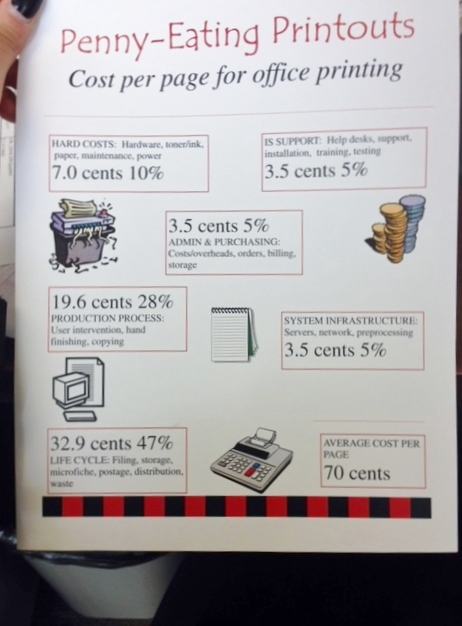 Penny-Eating Printouts
Cost per page for office printing
HARD COSTS: Hardware, toner/ink,
paper, maintenance, power
7.0 cents 10%
IS SUPPORT: Help desks, support,
installation, training, testing
3.5 cents 5%
3.5 cents 5%
ADMIN & PURCHASING:
Costs/overheads, orders, billing,
storage
19.6 cents 28%
PRODUCTION PROCESS:
User intervention, hand
finishing, copying
SYSTEM INFRASTRUCTURE:
Servers, network, preprocessing
3.5 cents 5%
32.9 cents 47%
LIFE CYCLE: Filing, storage,
microfiche, postage, distribution,
waste
AVERAGE COST PER
PAGE
70 cents